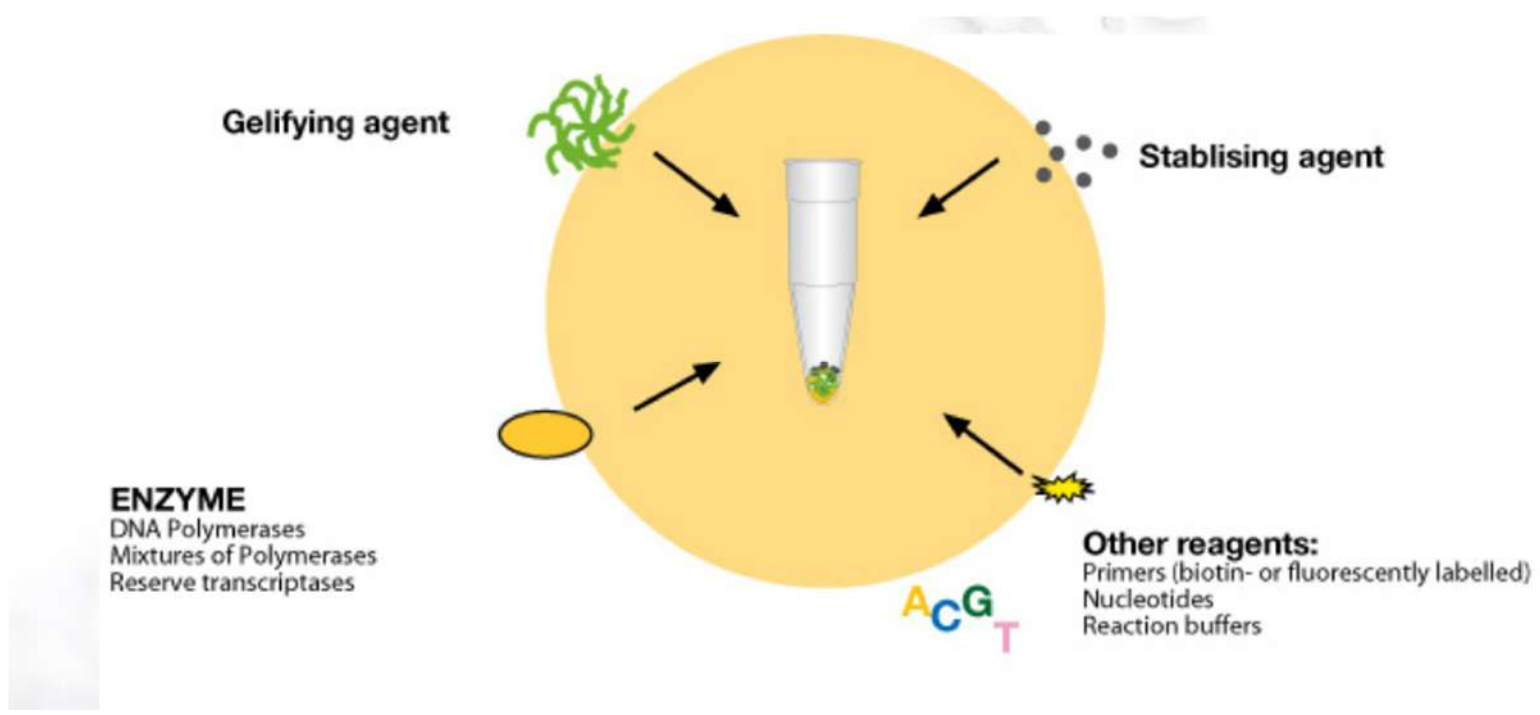 Gelifying agent
Stablising agent
ENZYME
DNA Polymerases
Mixtures of Polymerases
Reserve transcriptases
Other reagents:
Primers (biotin- or fluorescently labelled)
Nucleotides
Reaction buffers
A C G T